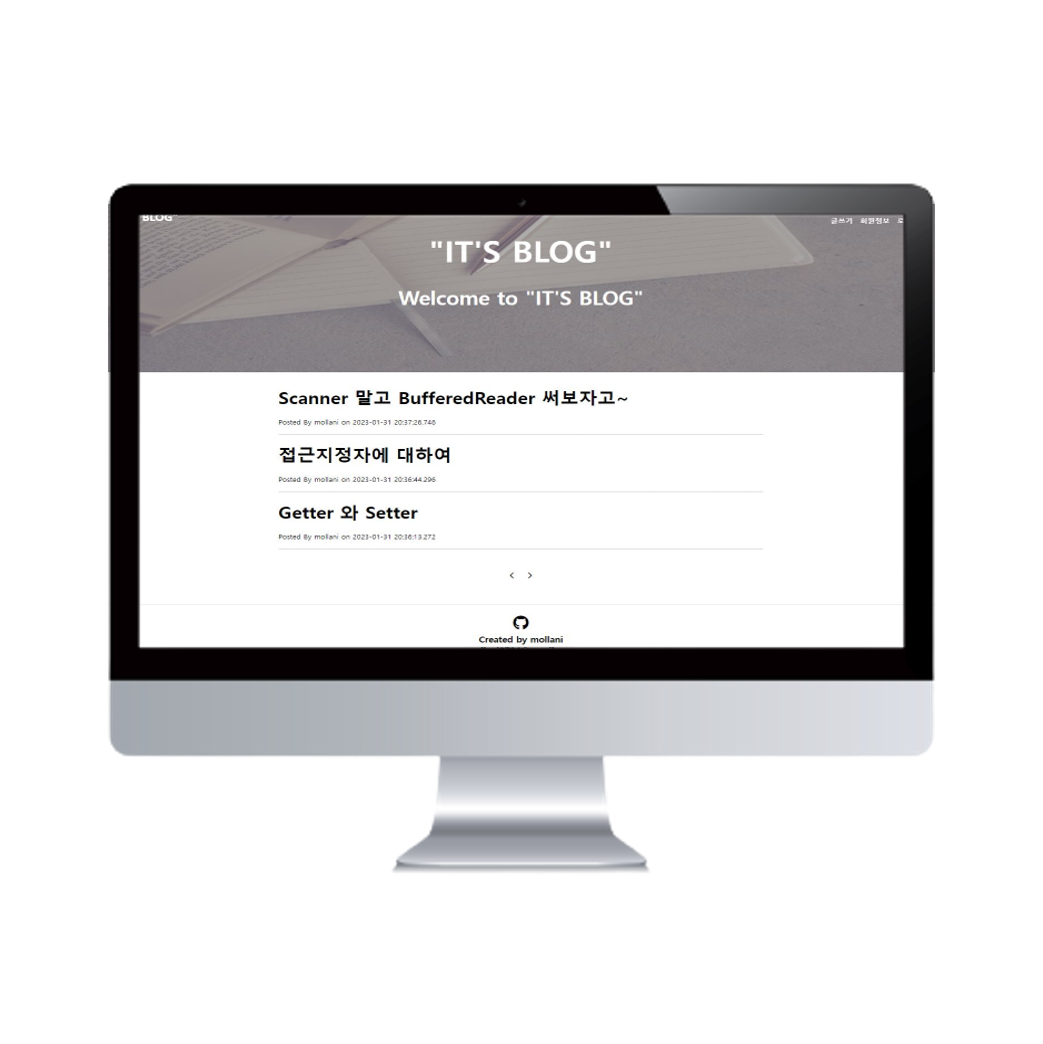 BLOG
글쓰기 회원정보
"IT'S BLOG"
Welcome to "IT'S BLOG"
Scanner 말고 BufferedReader 써보자고~
Posted By mollani on 2023-01-31 20:37:26.746
접근지정자에 대하여
Posted By mollani on 2023-01-31 20:36:44.296
Getter 와 Setter
Posted By mollani on 2023-01-31 20:36:13.272
Created by mollani